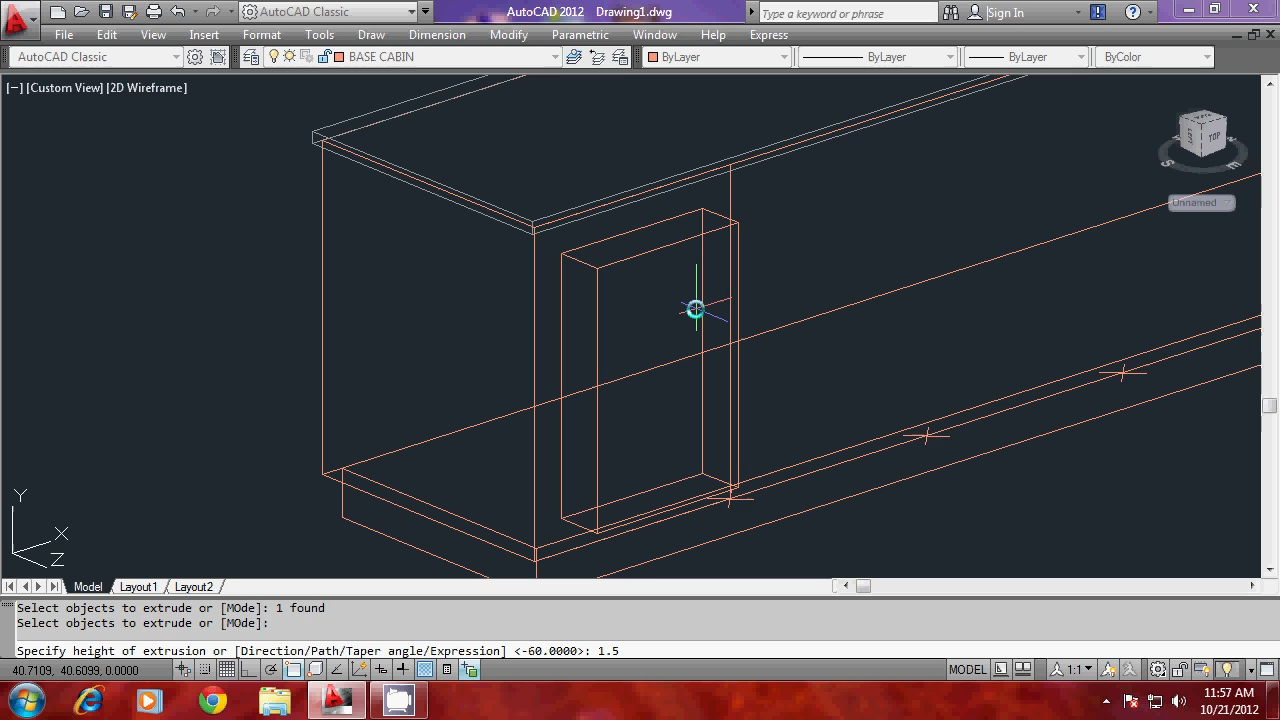 AutoCAD Classic
AutoCAD 2012 Drawing1.dwg
Type a keyword or phrase
Sign In
File Edit View Insert Format Tools Draw Dimension Modify Parametric Window Help Express
AutoCAD Classic
BASE CABIN
ByLayer
ByLayer
ByLayer
ByColor
[−] [Custom View] [2D Wireframe]
TOP
S
E
Unnamed
Y
X
Z
Model Layout1 Layout2
Select objects to extrude or [MOde]: 1 found
Select objects to extrude or [MOde]:
Specify height of extrusion or [Direction/Path/Taper angle/Expression] <-60.0000>: 1.5
40.7109, 40.6099, 0.0000
MODEL
1:1
11:57 AM
10/21/2012